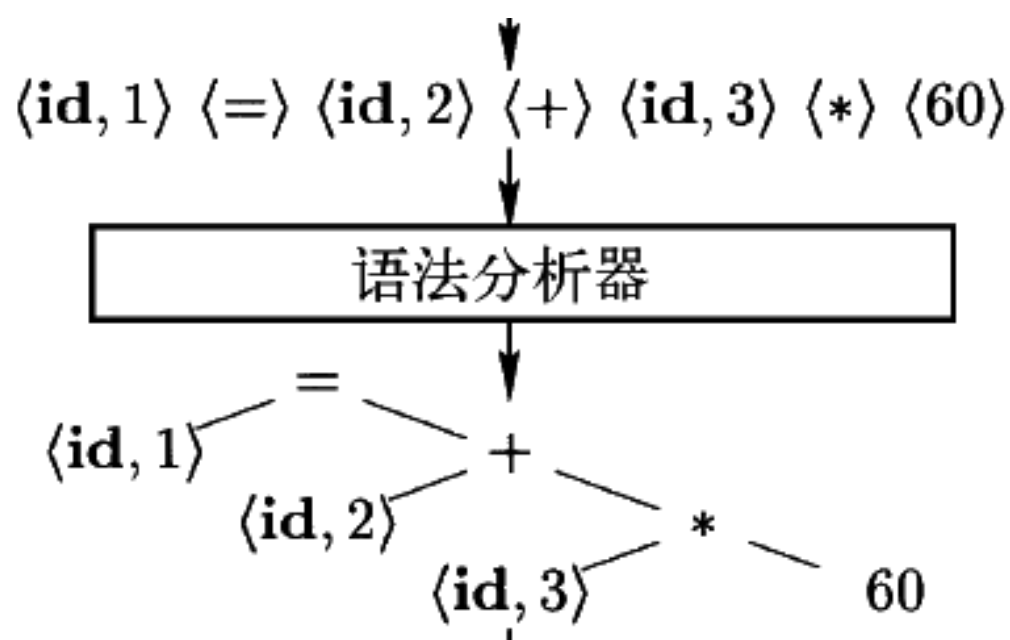 ⟨id, 1⟩ ⟨=⟩ ⟨id, 2⟩ ⟨+⟩ ⟨id, 3⟩ ⟨*⟩ ⟨60⟩
语法分析器
=
⟨id, 1⟩ +
⟨id, 2⟩ *
⟨id, 3⟩ 60